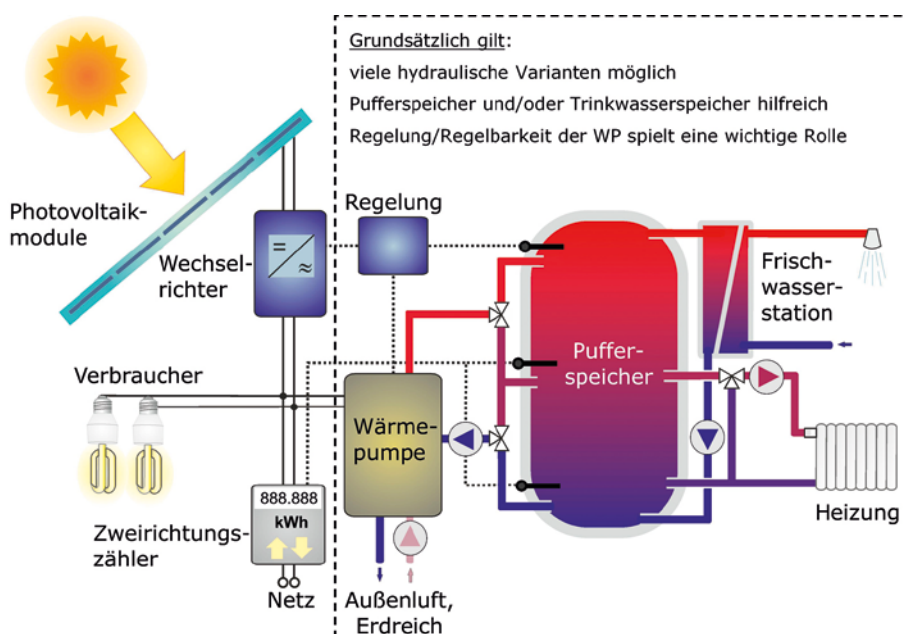 Grundsätzlich gilt:
viele hydraulische Varianten möglich
Pufferspeicher und/oder Trinkwasserspeicher hilfreich
Regelung/Regelbarkeit der WP spielt eine wichtige Rolle
Photovoltaik-
module
Wechsel-
richter
=
≈
Regelung
Frisch-
wasser-
station
Puffer-
speicher
Verbraucher
Wärme-
pumpe
888.888
kWh
Zweirichtungs-
zähler
Netz
Außenluft,
Erdreich
Heizung